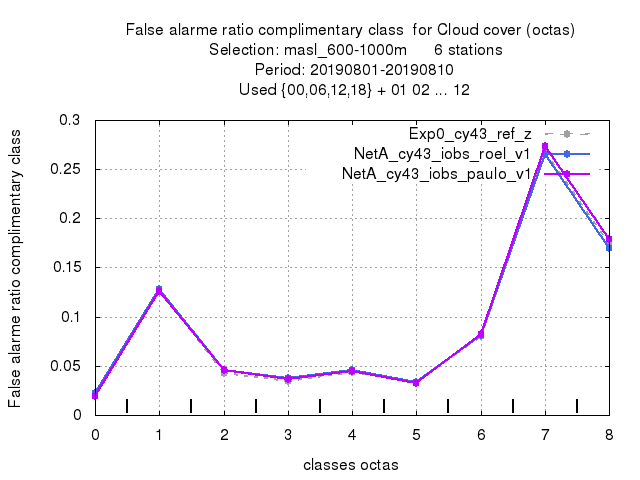 False alarme ratio complimentary class  for Cloud cover (octas)
Selection: masl_600-1000m      6 stations
Period: 20190801-20190810
Used {00,06,12,18} + 01 02 ... 12
False alarme ratio complimentary class
0.3
0.25
0.2
0.15
0.1
0.05
0
Exp0_cy43_ref_z
NetA_cy43_iobs_roel_v1
NetA_cy43_iobs_paulo_v1
0 1 2 3 4 5 6 7 8
classes octas